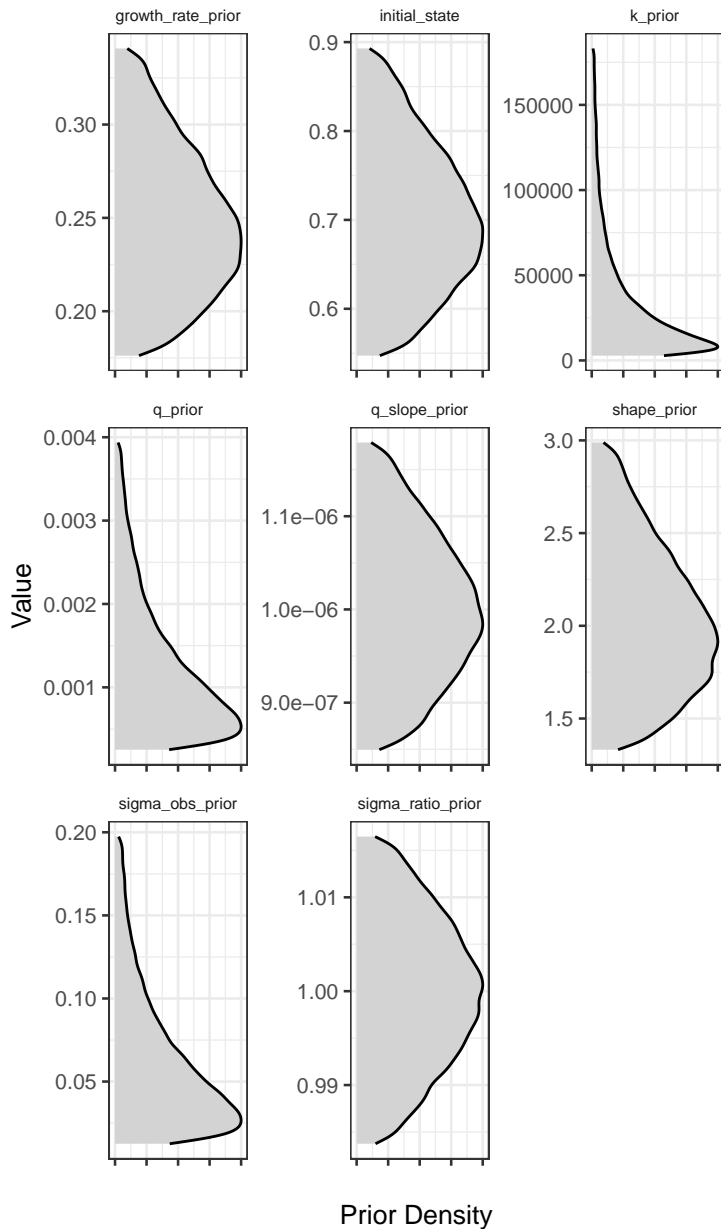 growth_rate_prior
initial_state
k_prior
0.30
0.25
0.20
0.9
0.8
0.7
0.6
150000
100000
50000
0
q_prior
q_slope_prior
shape_prior
0.004
0.003
0.002
0.001
1.1e−06
1.0e−06
9.0e−07
3.0
2.5
2.0
1.5
Value
sigma_obs_prior
sigma_ratio_prior
0.20
0.15
0.10
0.05
1.01
1.00
0.99
Prior Density